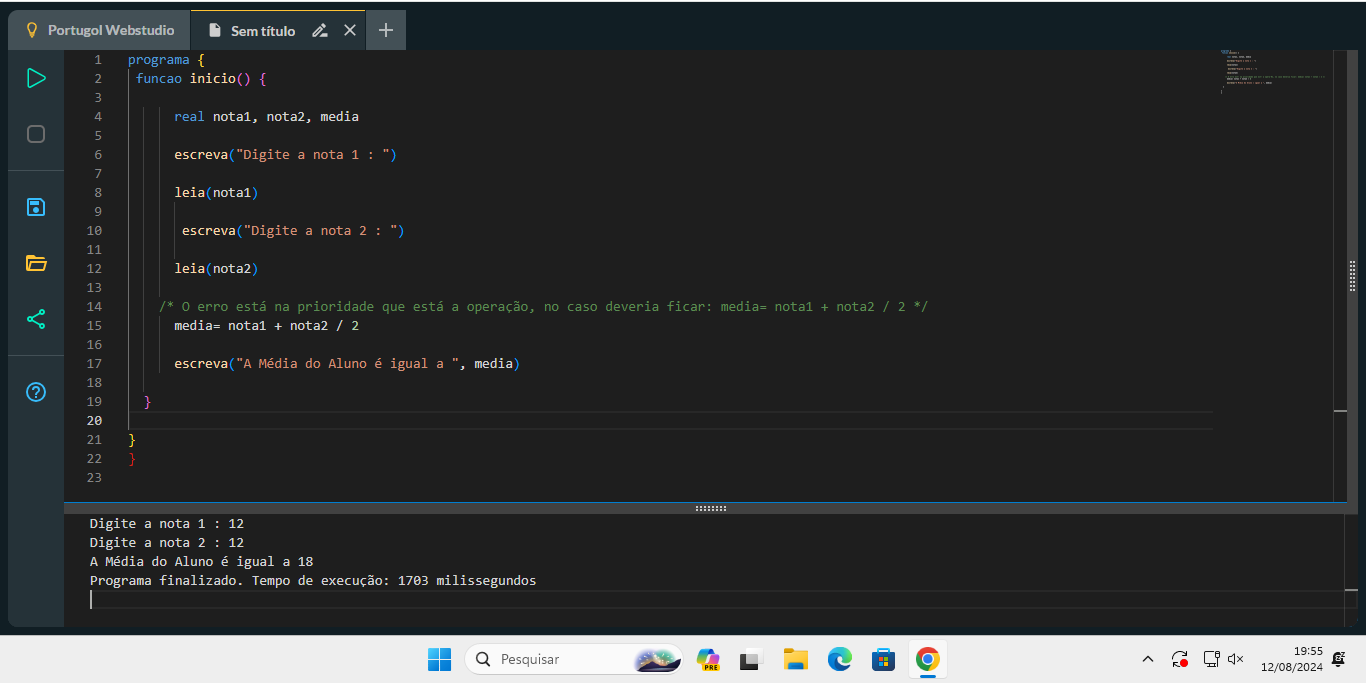 Portugol Webstudio
Sem título
1 programa {
2 funcao inicio() {
3
4 real nota1, nota2, media
5
6 escreva("Digite a nota 1 : ")
7
8 leia(nota1)
9
10 escreva("Digite a nota 2 : ")
11
12 leia(nota2)
13
14 /* O erro está na prioridade que está a operação, no caso deveria ficar: media= nota1 + nota2 / 2 */
15 media= nota1 + nota2 / 2
16
17 escreva("A Média do Aluno é igual a ", media)
18
19 }
20
21 }
22 }
23
Digite a nota 1 : 12
Digite a nota 2 : 12
A Média do Aluno é igual a 18
Programa finalizado. Tempo de execução: 1703 milissegundos
Pesquisar
PRE
19:55
12/08/2024